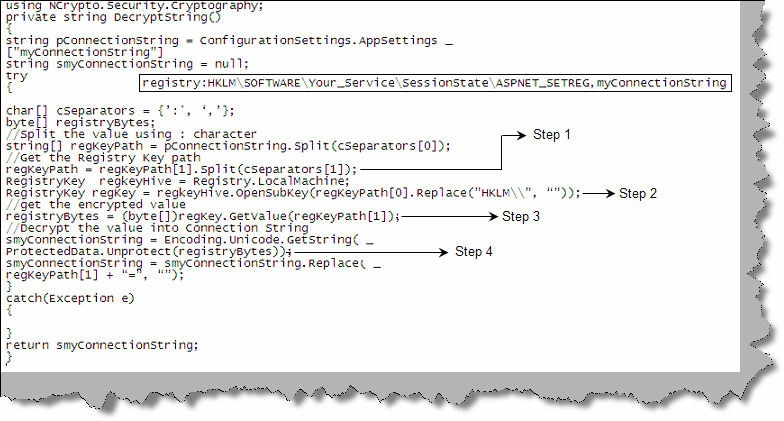 using NCrypto.Security.Cryptography;
private string DecryptString()
{
string pConnectionString = ConfigurationSettings.AppSettings _
["myConnectionString"]
string smyConnectionString = null;
try
registry:HKLM\SOFTWARE\Your_Service\SessionState\ASPNET_SETREG,myConnectionString
{
char[] cSeparators = {':', ‘,’};
byte[] registryBytes;
//Split the value using : character
Step 1
string[] regKeyPath = pConnectionString.Split(cSeparators[0]);
//Get the Registry Key path
regKeyPath = regKeyPath[1].Split(cSeparators[1]);
RegistryKey regkeyHive = Registry.LocalMachine;
RegistryKey regKey = regkeyHive.OpenSubKey(regKeyPath[0].Replace("HKLM\\", “”));
Step 2
//get the encrypted value
registryBytes = (byte[])regKey.GetValue(regKeyPath[1]);
Step 3
//Decrypt the value into Connection String
smyConnectionString = Encoding.Unicode.GetString( _
ProtectedData.Unprotect(registryBytes));
Step 4
smyConnectionString = smyConnectionString.Replace( _
regKeyPath[1] + “=”, “”);
}
catch(Exception e)
{
}
return smyConnectionString;
}